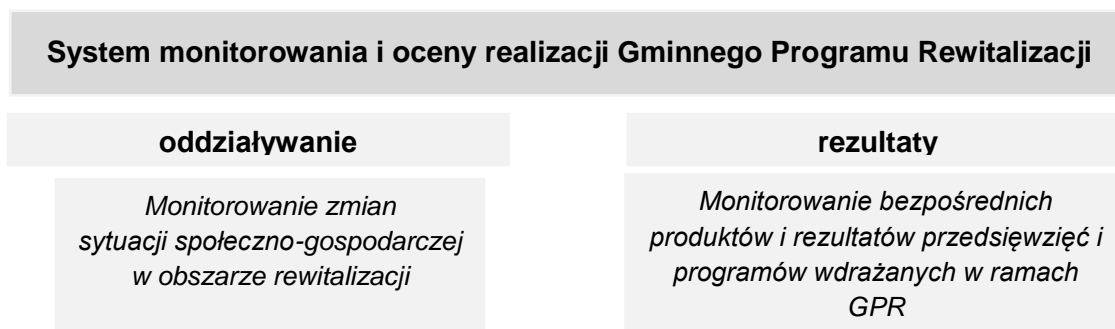 System monitorowania i oceny realizacji Gminnego Programu Rewitalizacji
oddziaływanie
Monitorowanie zmian
sytuacji społeczno-gospodarczej
w obszarze rewitalizacji
rezultaty
Monitorowanie bezpośrednich
produktów i rezultatów przedsięwzięć i
programów wdrażanych w ramach
GPR